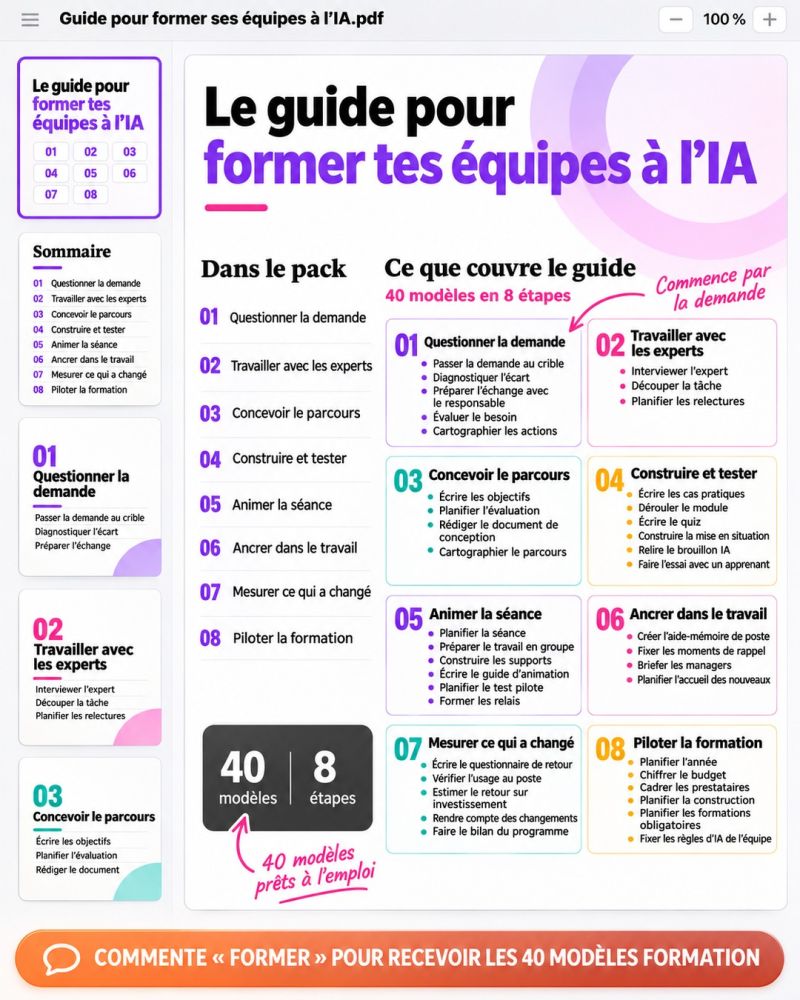 Guide pour former ses équipes à l'IA.pdf
100 %
Le guide pour
former tes
équipes à l'IA
01 02 03
04 05 06
07 08
Sommaire
01 Questionner la demande
02 Travailler avec les experts
03 Concevoir le parcours
04 Construire et tester
05 Animer la séance
06 Ancrer dans le travail
07 Mesurer ce qui a changé
08 Piloter la formation
01
Questionner la
demande
Passer la demande au crible
Diagnostiquer l'écart
Préparer l'échange
02
Travailler avec
les experts
Interviewer l'expert
Découper la tâche
Planifier les relectures
03
Concevoir le parcours
Écrire les objectifs
Planifier l'évaluation
Rédiger le document
Le guide pour
former tes équipes à l'IA
Dans le pack
01 Questionner la demande
02 Travailler avec les experts
03 Concevoir le parcours
04 Construire et tester
05 Animer la séance
06 Ancrer dans le travail
07 Mesurer ce qui a changé
08 Piloter la formation
40 modèles
8 étapes
40 modèles
prêts à l'emploi
Ce que couvre le guide
40 modèles en 8 étapes
Commence par
la demande
01 Questionner la demande
Passer la demande au crible
Diagnostiquer l'écart
Préparer l'échange avec
le responsable
Évaluer le besoin
Cartographier les actions
02 Travailler avec
les experts
Interviewer l'expert
Découper la tâche
Planifier les relectures
03 Concevoir le parcours
Écrire les objectifs
Planifier l'évaluation
Rédiger le document de
conception
Cartographier le parcours
04 Construire et tester
Écrire les cas pratiques
Dérouler le module
Écrire le quiz
Construire la mise en situation
Relire le brouillon IA
Faire l'essai avec un apprenant
05 Animer la séance
Planifier la séance
Préparer le travail en groupe
Construire les supports
Écrire le guide d'animation
Planifier le test pilote
Former les relais
06 Ancrer dans le travail
Créer l'aide-mémoire de poste
Fixer les moments de rappel
Briefer les managers
Planifier l'accueil des nouveaux
07 Mesurer ce qui a changé
Écrire le questionnaire de retour
Vérifier l'usage au poste
Estimer le retour sur
investissement
Rendre compte des changements
Faire le bilan du programme
08 Piloter la formation
Planifier l'année
Chiffrer le budget
Cadrer les prestataires
Planifier la construction
Planifier les formations
obligatoires
Fixer les règles d'IA de l'équipe
COMMENTE « FORMER » POUR RECEVOIR LES 40 MODÈLES FORMATION